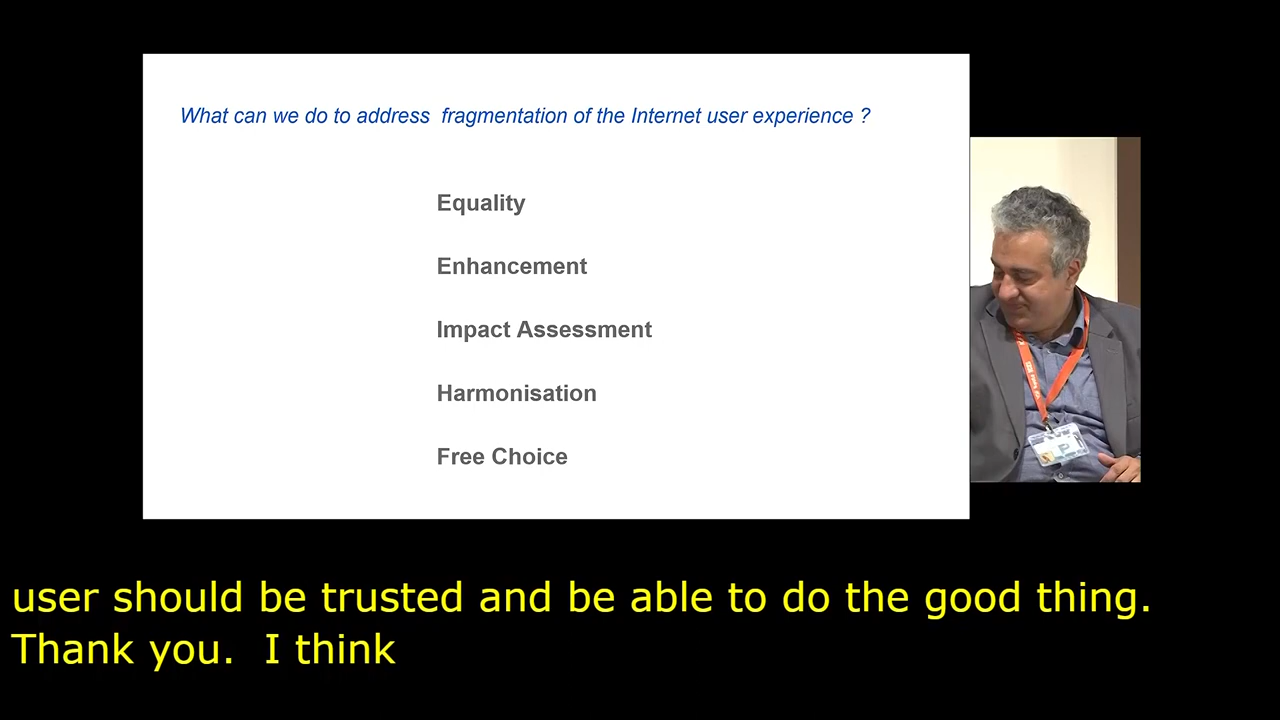 What can we do to address fragmentation of the Internet user experience ?
Equality
Enhancement
Impact Assessment
Harmonisation
Free Choice
user should be trusted and be able to do the good thing.
Thank you. I think